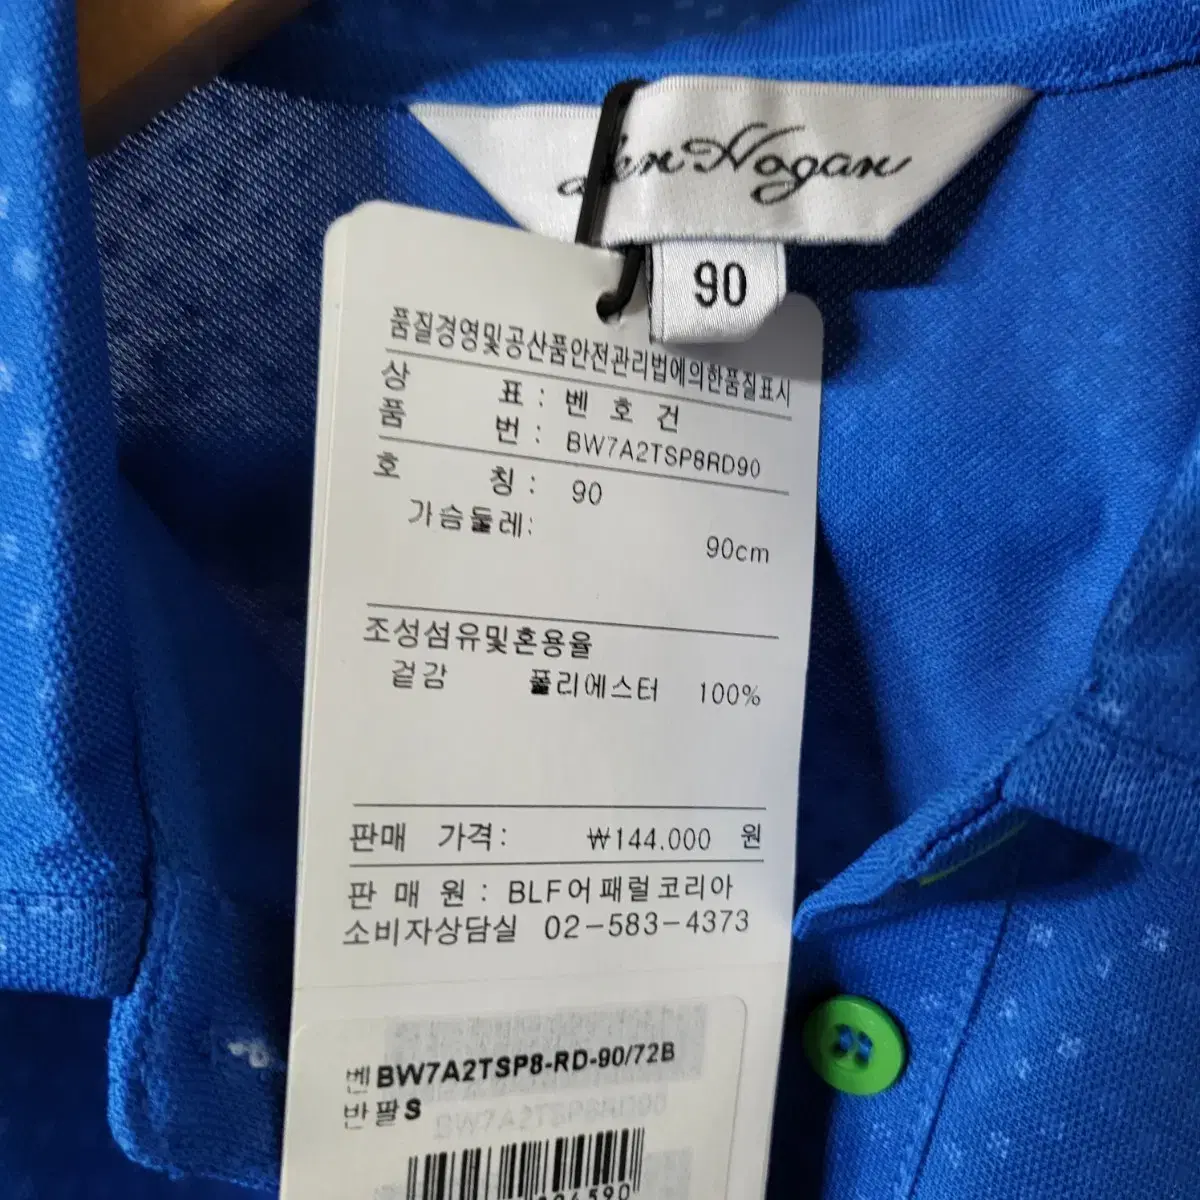 Ben Hogan
90
품질경영및공산품안전관리법에의한품질표시
상 표 : 벤 호 건
품 번 : BW7A2TSP8RD90
호 칭 : 90
가슴둘레:
90cm
조성섬유및혼용율
겉감 폴리에스터 100%
판매 가격: ₩144.000 원
판 매 원 : BLF어패럴코리아
소비자상담실 02-583-4373
벤BW7A2TSP8-RD-90/72B
반팔S
BW7A2TSP8RD90